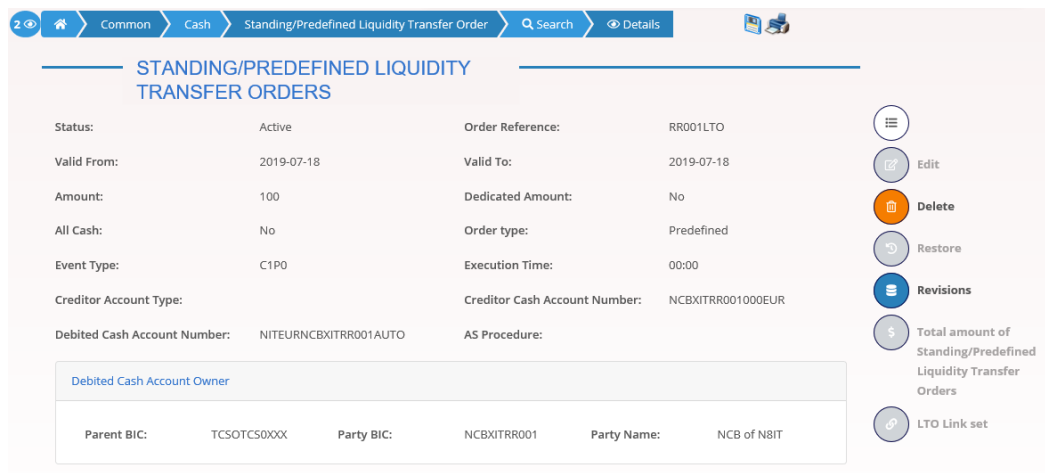 2 Common Cash Standing/Predefined Liquidity Transfer Order Search Details
STANDING/PREDEFINED LIQUIDITY
TRANSFER ORDERS
Status: Active Order Reference: RR001LTO
Valid From: 2019-07-18 Valid To: 2019-07-18
Edit
Amount: 100 Dedicated Amount: No
Delete
All Cash: No Order type: Predefined
Restore
Event Type: C1P0 Execution Time: 00:00
Revisions
Creditor Account Type: Creditor Cash Account Number: NCBXITRR001000EUR
Debited Cash Account Number: NITEURNCBXITRR001AUTO AS Procedure:
Total amount of
Standing/Predefined
Liquidity Transfer
Orders
Debited Cash Account Owner
LTO Link set
Parent BIC: TCSOTCS0XXX Party BIC: NCBXITRR001 Party Name: NCB of N8IT